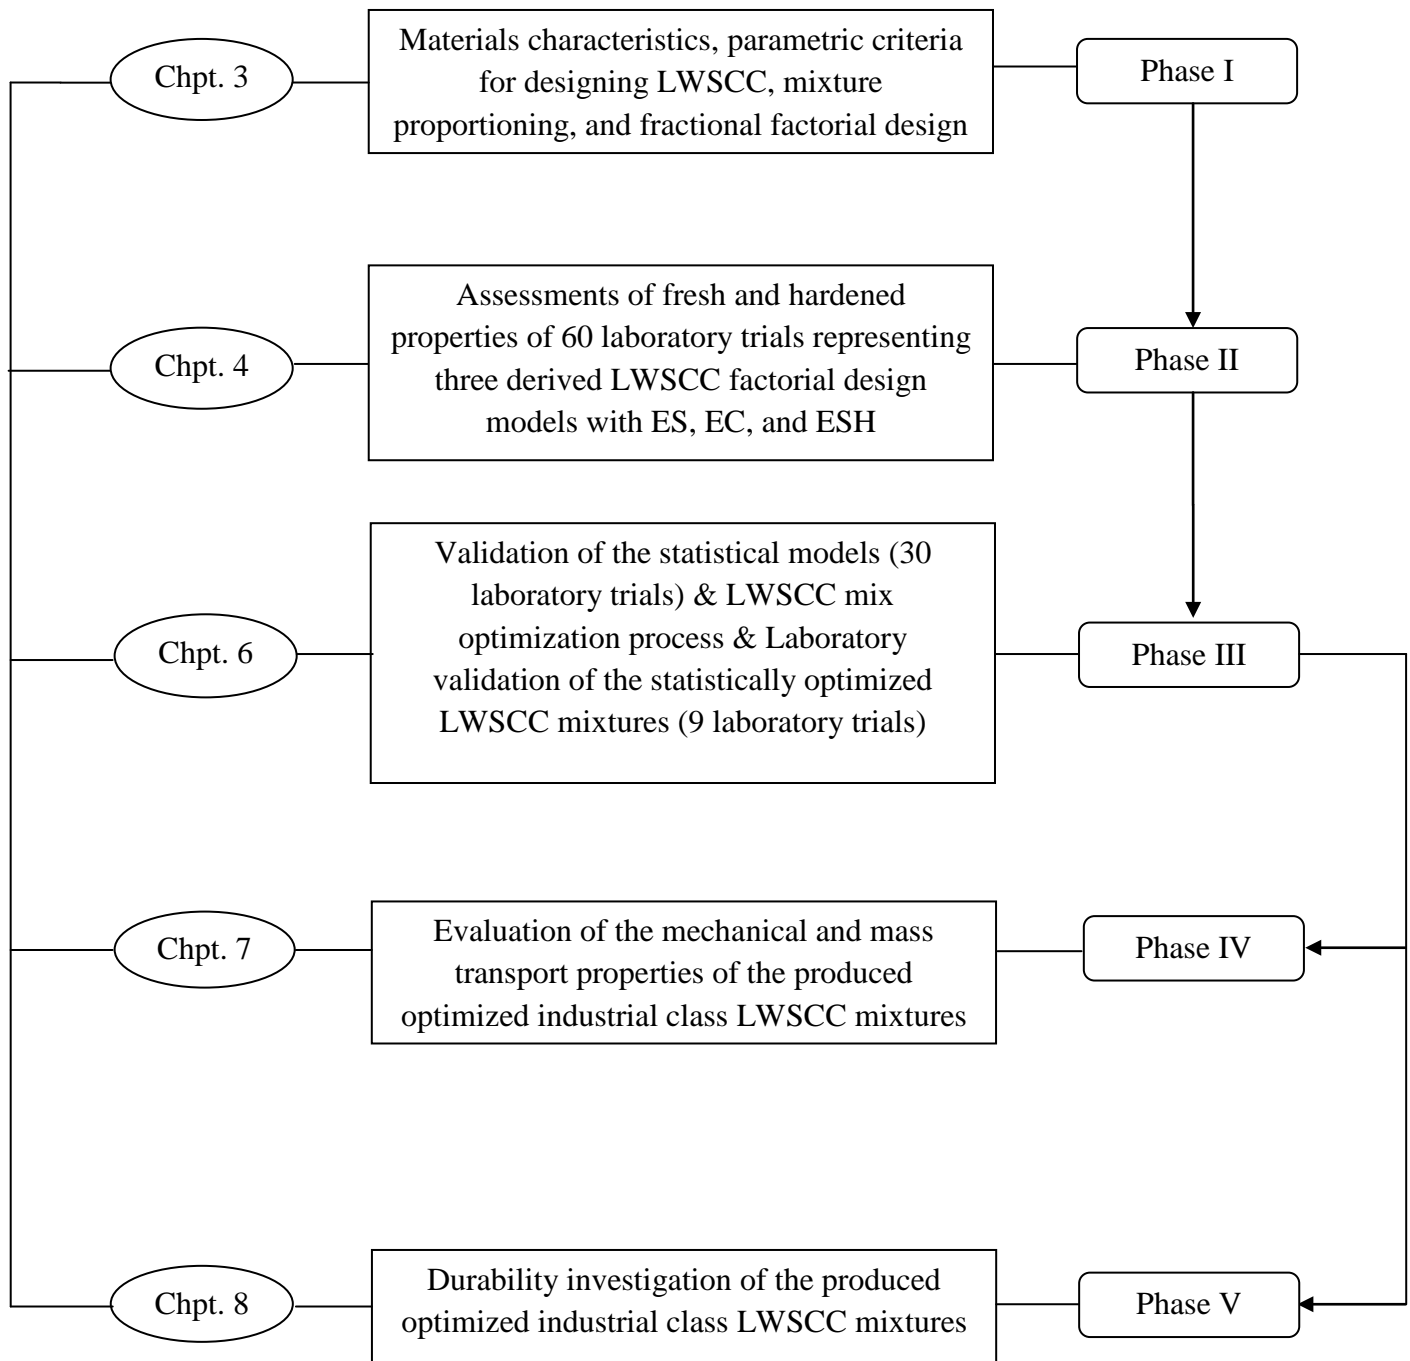 Chpt. 3
Materials characteristics, parametric criteria
for designing LWSCC, mixture
proportioning, and fractional factorial design
Phase I
Chpt. 4
Assessments of fresh and hardened
properties of 60 laboratory trials representing
three derived LWSCC factorial design
models with ES, EC, and ESH
Phase II
Chpt. 6
Validation of the statistical models (30
laboratory trials) & LWSCC mix
optimization process & Laboratory
validation of the statistically optimized
LWSCC mixtures (9 laboratory trials)
Phase III
Chpt. 7
Evaluation of the mechanical and mass
transport properties of the produced
optimized industrial class LWSCC mixtures
Phase IV
Chpt. 8
Durability investigation of the produced
optimized industrial class LWSCC mixtures
Phase V